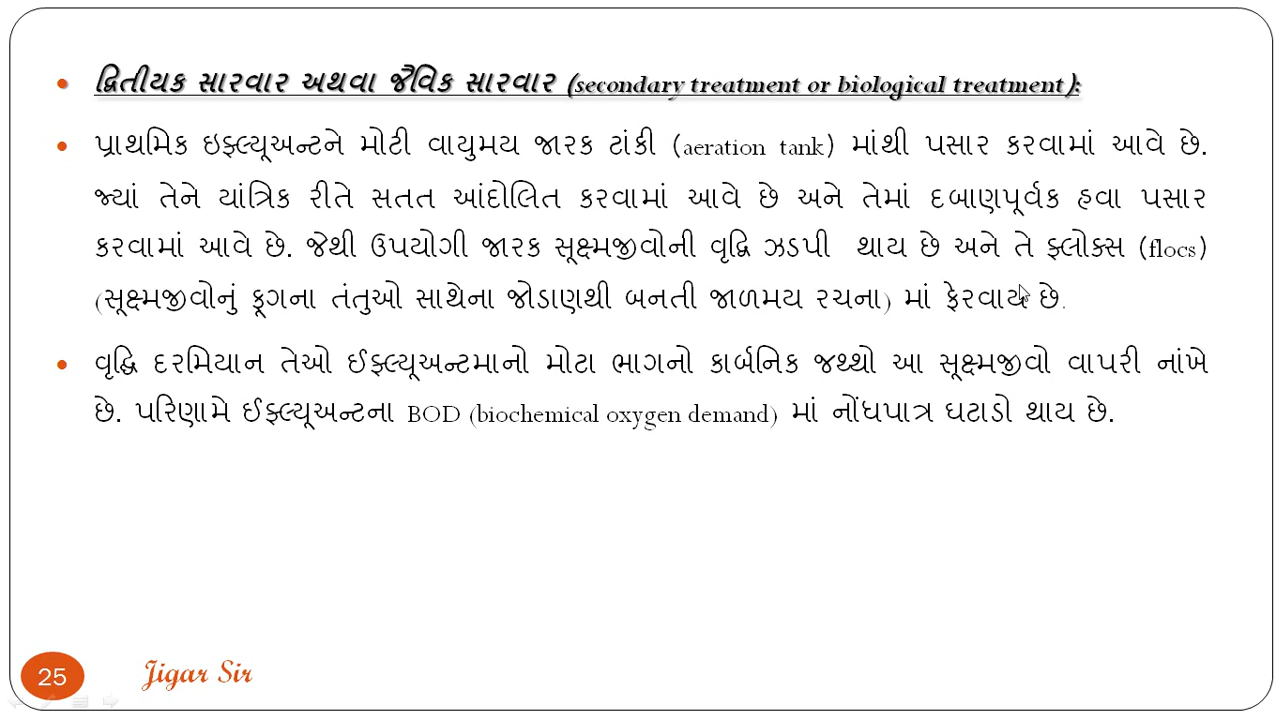 દ્વિતીયક સારવાર અથવા જૈવિક સારવાર (secondary treatment or biological treatment):
પ્રાથમિક ઇફ્લ્યૂઅન્ટને મોટી વાયુમય જારક ટાંકી (aeration tank) માંથી પસાર કરવામાં આવે છે.
જ્યાં તેને યાંત્રિક રીતે સતત આંદોલિત કરવામાં આવે છે અને તેમાં દબાણપૂર્વક હવા પસાર
કરવામાં આવે છે. જેથી ઉપયોગી જારક સૂક્ષ્મજીવોની વૃદ્ધિ ઝડપી થાય છે અને તે ફ્લોક્સ (flocs)
(સૂક્ષ્મજીવોનું ફૂગના તંતુઓ સાથેના જોડાણથી બનતી જાળમય રચના) માં ફેરવાય છે.
વૃદ્ધિ દરમિયાન તેઓ ઈફ્લ્યૂઅન્ટમાનો મોટા ભાગનો કાર્બનિક જથ્થો આ સૂક્ષ્મજીવો વાપરી નાંખે
છે. પરિણામે ઈફ્લ્યૂઅન્ટના BOD (biochemical oxygen demand) માં નોંધપાત્ર ઘટાડો થાય છે.
25 Jigar Sir